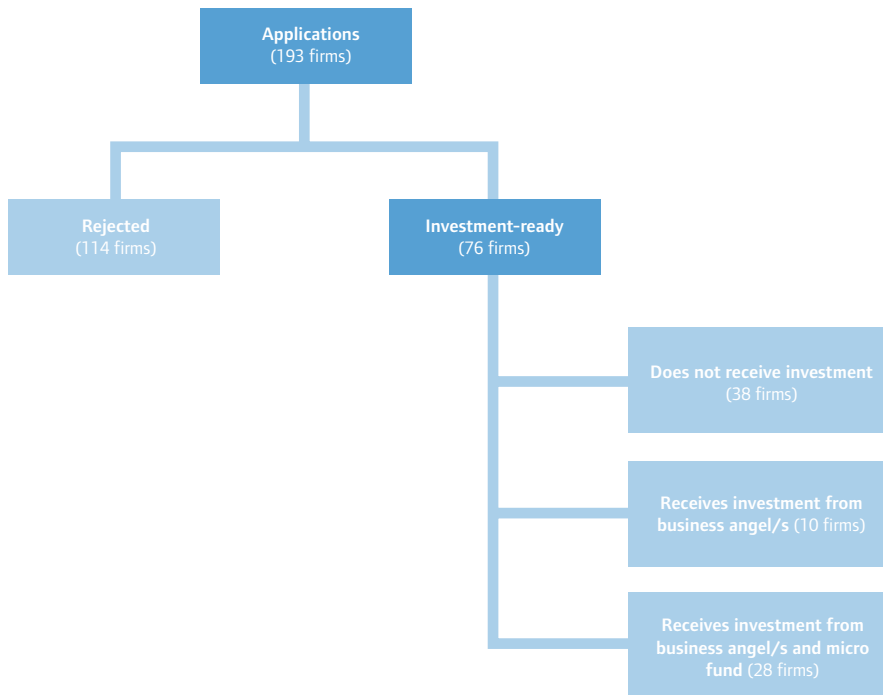 Applications
(193 firms)
Rejected
(114 firms)
Investment-ready
(76 firms)
Does not receive investment
(38 firms)
Receives investment from
business angel/s (10 firms)
Receives investment from
business angel/s and micro
fund (28 firms)